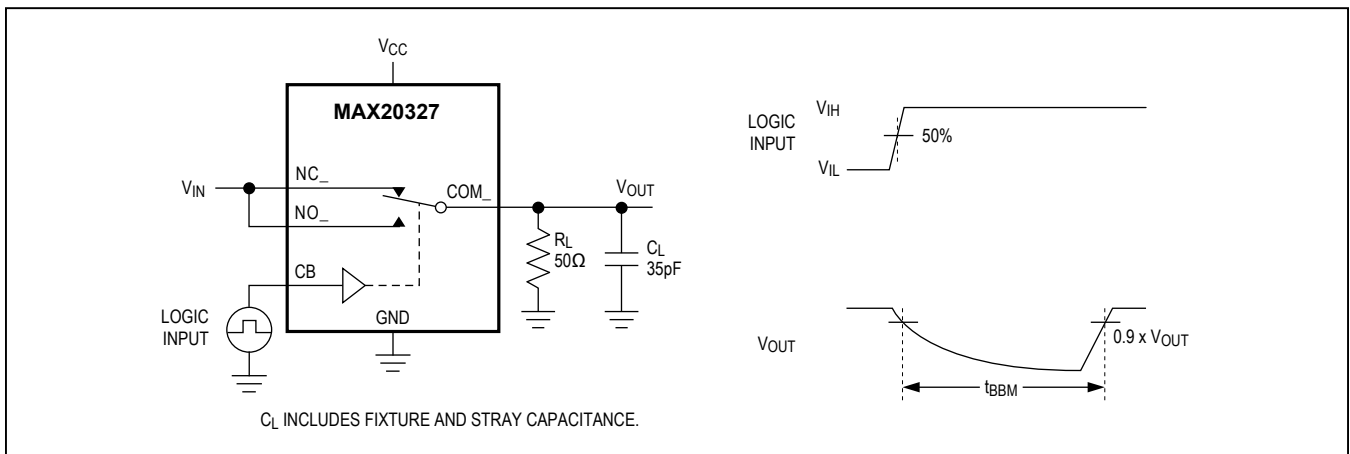 VCC
MAX20327
VIN
NC_
NO_
COM_
VOUT
RL
50Ω
CL
35pF
CB
LOGIC
INPUT
GND
CL INCLUDES FIXTURE AND STRAY CAPACITANCE.
LOGIC
INPUT
VIH
50%
VIL
VOUT
0.9 x VOUT
tBBM